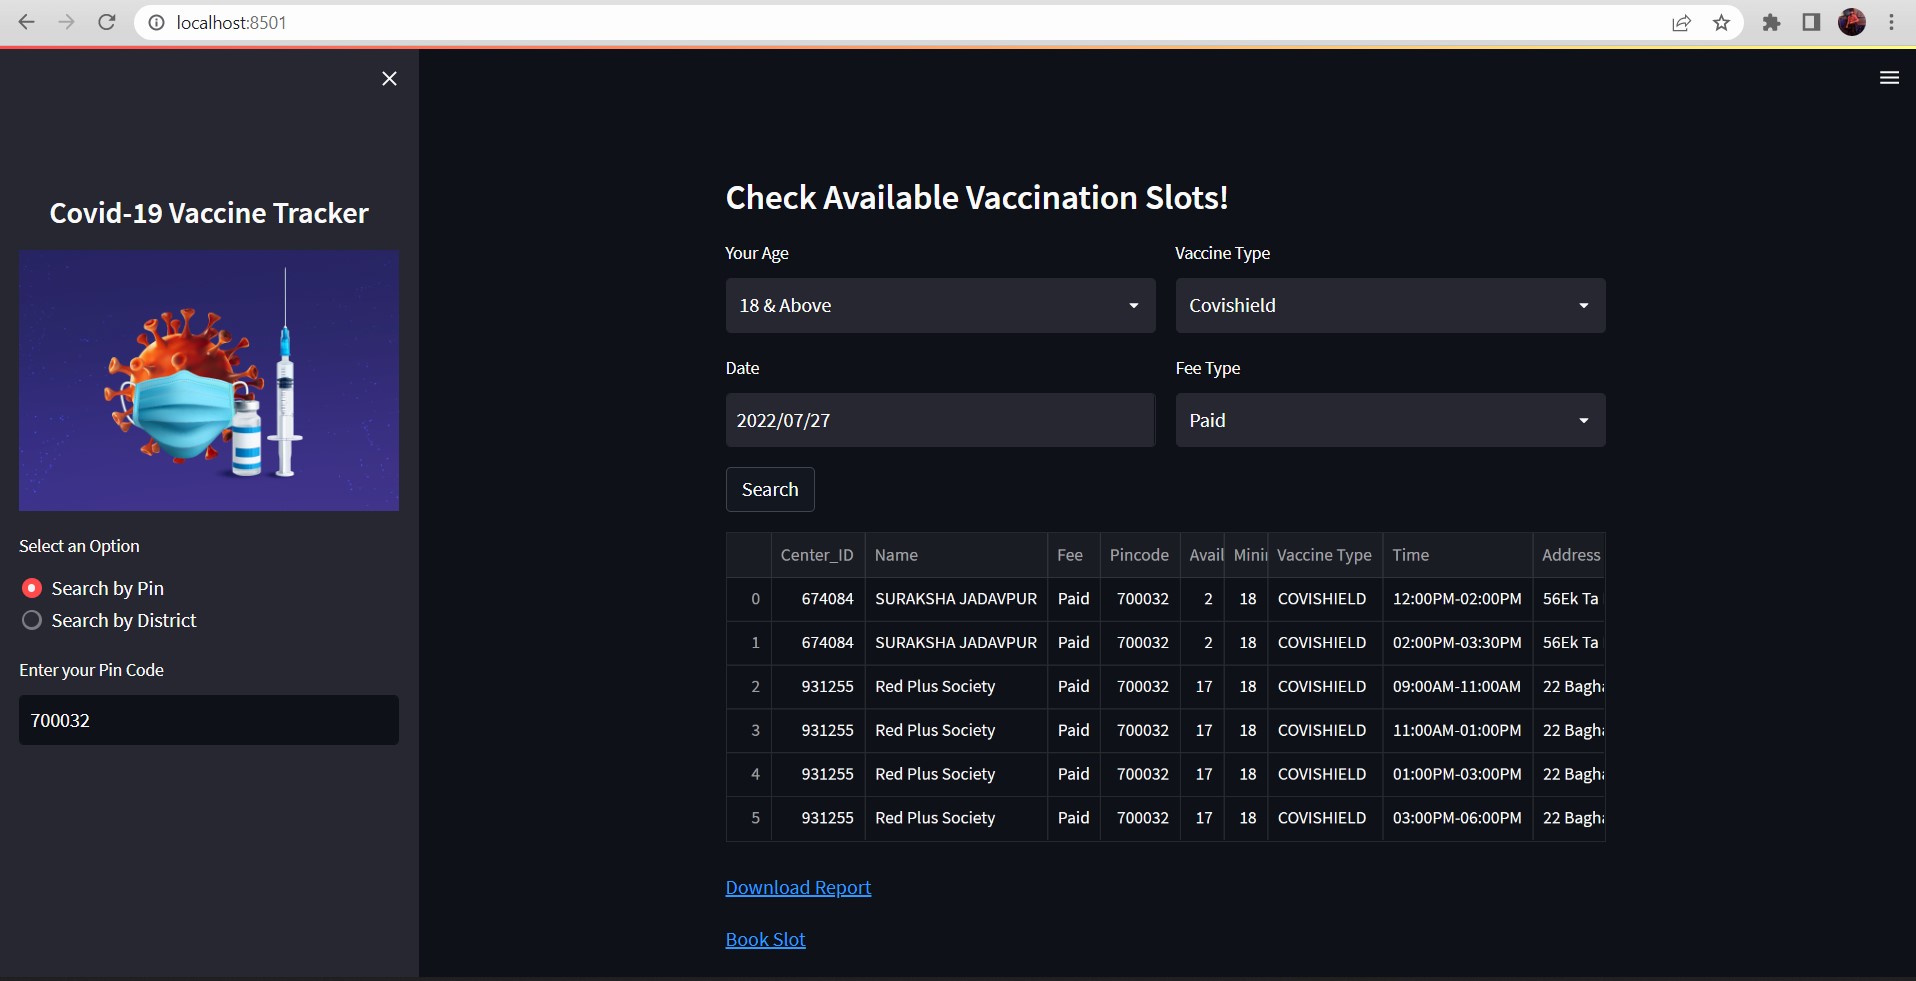 localhost:8501
Covid-19 Vaccine Tracker
Select an Option
Search by Pin
Search by District
Enter your Pin Code
700032
Check Available Vaccination Slots!
Your Age Vaccine Type
18 & Above Covishield
Date Fee Type
2022/07/27 Paid
Search
Center_ID Name Fee Pincode Avail Minii Vaccine Type Time Address
0 674084 SURAKSHA JADAVPUR Paid 700032 2 18 COVISHIELD 12:00PM-02:00PM 56Ek Ta
1 674084 SURAKSHA JADAVPUR Paid 700032 2 18 COVISHIELD 02:00PM-03:30PM 56Ek Ta
2 931255 Red Plus Society Paid 700032 17 18 COVISHIELD 09:00AM-11:00AM 22 Bagha
3 931255 Red Plus Society Paid 700032 17 18 COVISHIELD 11:00AM-01:00PM 22 Bagha
4 931255 Red Plus Society Paid 700032 17 18 COVISHIELD 01:00PM-03:00PM 22 Bagha
5 931255 Red Plus Society Paid 700032 17 18 COVISHIELD 03:00PM-06:00PM 22 Bagha
Download Report
Book Slot